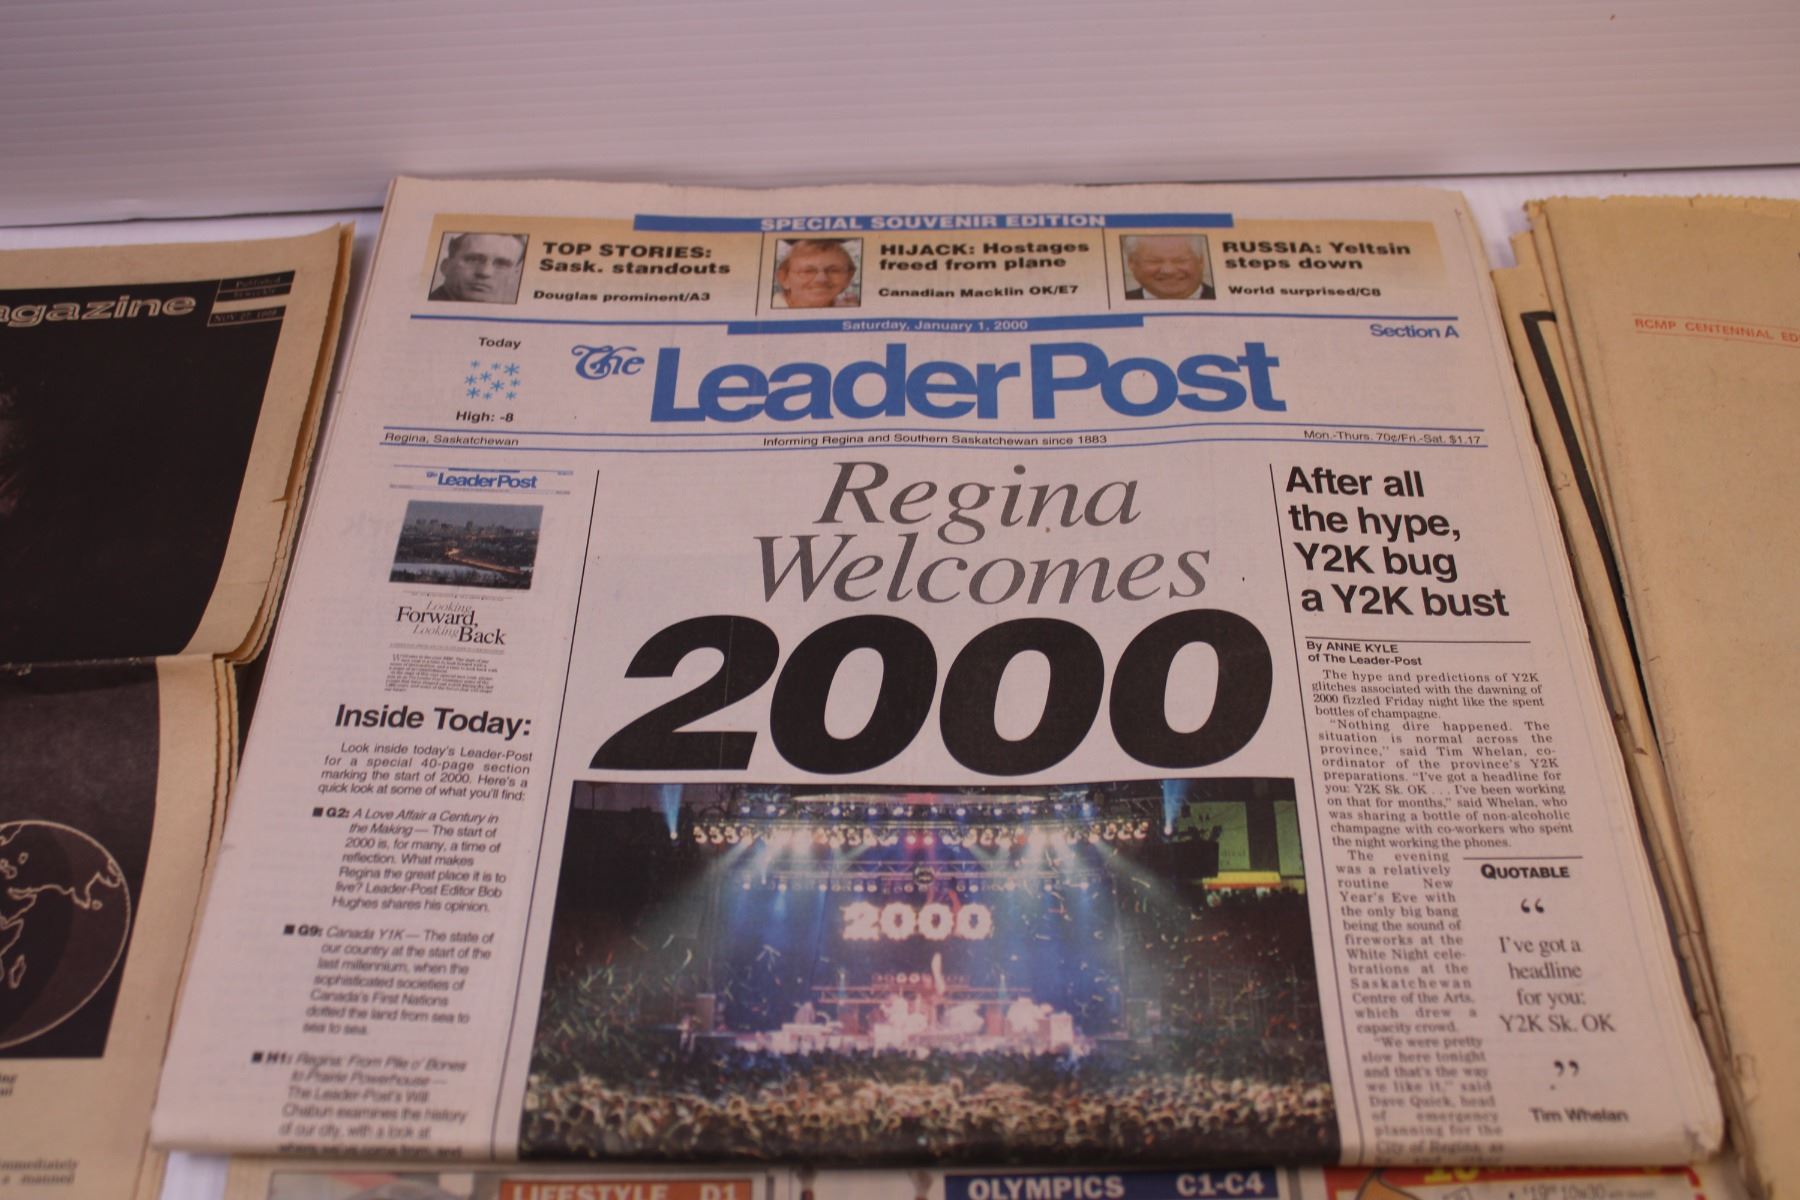 SPECIAL SOUVENIR EDITION
TOP STORIES:
Sask. standouts
Douglas prominent/A3
HIJACK: Hostages
freed from plane
Canadian Macklin OK/E7
RUSSIA: Yeltsin
steps down
World surprised/C8
Saturday, January 1, 2000
Section A
Today
High: -8
The Leader Post
Regina, Saskatchewan
Informing Regina and Southern Saskatchewan since 1883
Mon.-Thurs. 70¢/Fri.-Sat. $1.17
The Leader Post
Looking
Forward,
Looking Back
Inside Today:
Look inside today's Leader-Post
for a special 40-page section
marking the start of 2000. Here's a
quick look at some of what you'll find:
■ G2: A Love Affair a Century in
the Making — The start of
2000 is, for many, a time of
reflection. What makes
Regina the great place it is to
live? Leader-Post Editor Bob
Hughes shares his opinion.
■ G9: Canada Y1K — The state of
our country at the start of the
last millennium, when the
sophisticated societies of
Canada's First Nations
dotted the land from sea to
sea to sea.
■ H1: Regina: From Pile o' Bones
to Prairie Powerhouse —
The Leader-Post's Will
Chabun examines the history
of our city, with a look at
where we've come from, and
Regina
Welcomes
2000
2000
After all
the hype,
Y2K bug
a Y2K bust
By ANNE KYLE
of The Leader-Post
The hype and predictions of Y2K
glitches associated with the dawning of
2000 fizzled Friday night like the spent
bottles of champagne.
"Nothing dire happened. The
situation is normal across the
province," said Tim Whelan, co-
ordinator of the province's Y2K
preparations. "I've got a headline for
you: Y2K Sk. OK . . . I've been working
on that for months," said Whelan, who
was sharing a bottle of non-alcoholic
champagne with co-workers who spent
the night working the phones.
The evening
was a relatively
routine New
Year's Eve with
the only big bang
being the sound of
fireworks at the
White Night cele-
brations at the
Saskatchewan
Centre of the Arts,
which drew a
capacity crowd.
"We were pretty
slow here tonight
and that's the way
we like it," said
Dave Quick, head
of emergency
planning for the
City of Regina, as
QUOTABLE
“
I've got a
headline
for you:
Y2K Sk. OK
”
Tim Whelan
agazine
Published
NOV 27 1999
immediately
a manned
RCMP CENTENNIAL ED
LIFESTYLE D1
OLYMPICS C1-C4